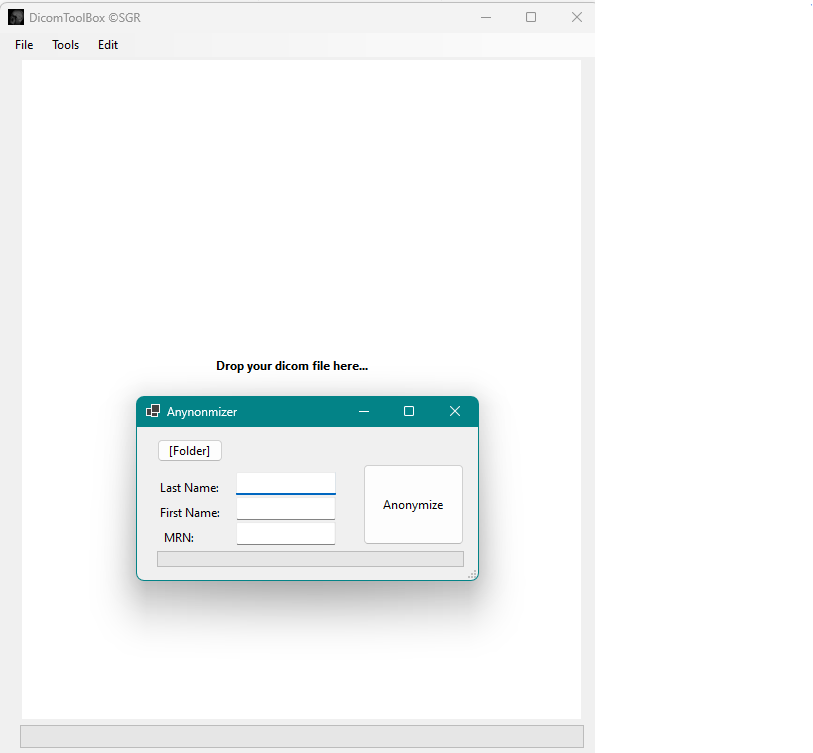 DicomToolBox ©SGR
File Tools Edit
Drop your dicom file here...
Anynonmizer
[Folder]
Last Name:
First Name:
MRN:
Anonymize